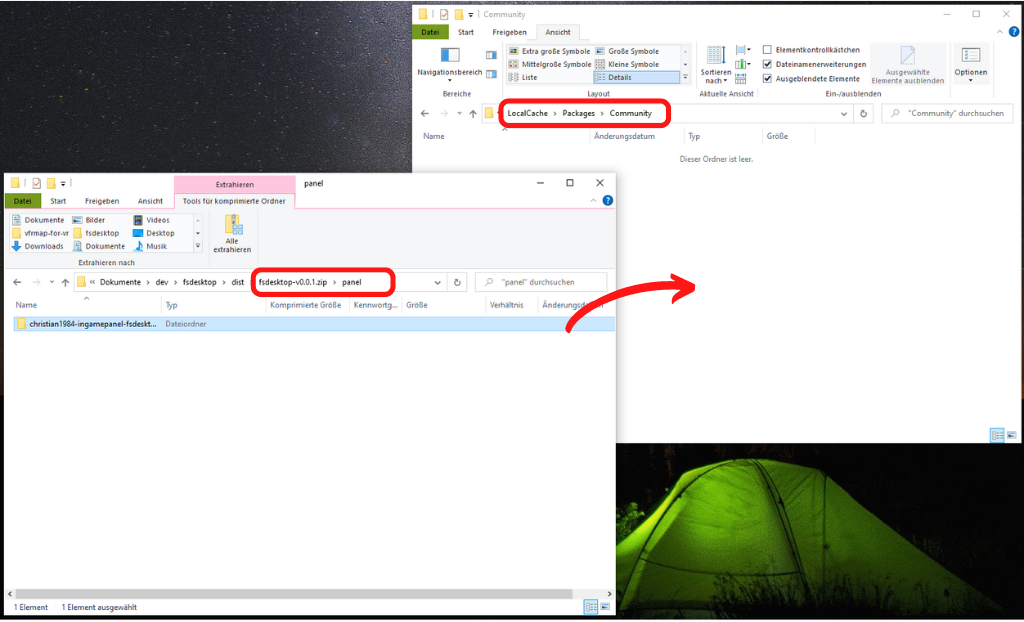 Community
Datei Start Freigeben Ansicht
Navigationsbereich
Extra große Symbole Große Symbole
Mittelgroße Symbole Kleine Symbole
Liste Details
Sortieren nach
Elementkontrollkästchen
Dateinamenerweiterungen
Ausgeblendete Elemente
Ausgewählte Elemente ausblenden
Optionen
Bereiche Layout Aktuelle Ansicht Ein-/ausblenden
LocalCache > Packages > Community
"Community" durchsuchen
Name Änderungsdatum Typ Größe
Dieser Ordner ist leer.
Extrahieren panel
Datei Start Freigeben Ansicht Tools für komprimierte Ordner
Dokumente Bilder Videos
vfrmap-for-vr fsdesktop Desktop
Downloads Dokumente Musik
Alle extrahieren
Extrahieren nach
« Dokumente > dev > fsdesktop > dist > fsdesktop-v0.0.1.zip > panel
"panel" durchsuchen
Name Typ Komprimierte Größe Kennwortg... Größe Verhältnis
christian1984-ingamepanel-fsdeskt... Dateiordner
1 Element 1 Element ausgewählt